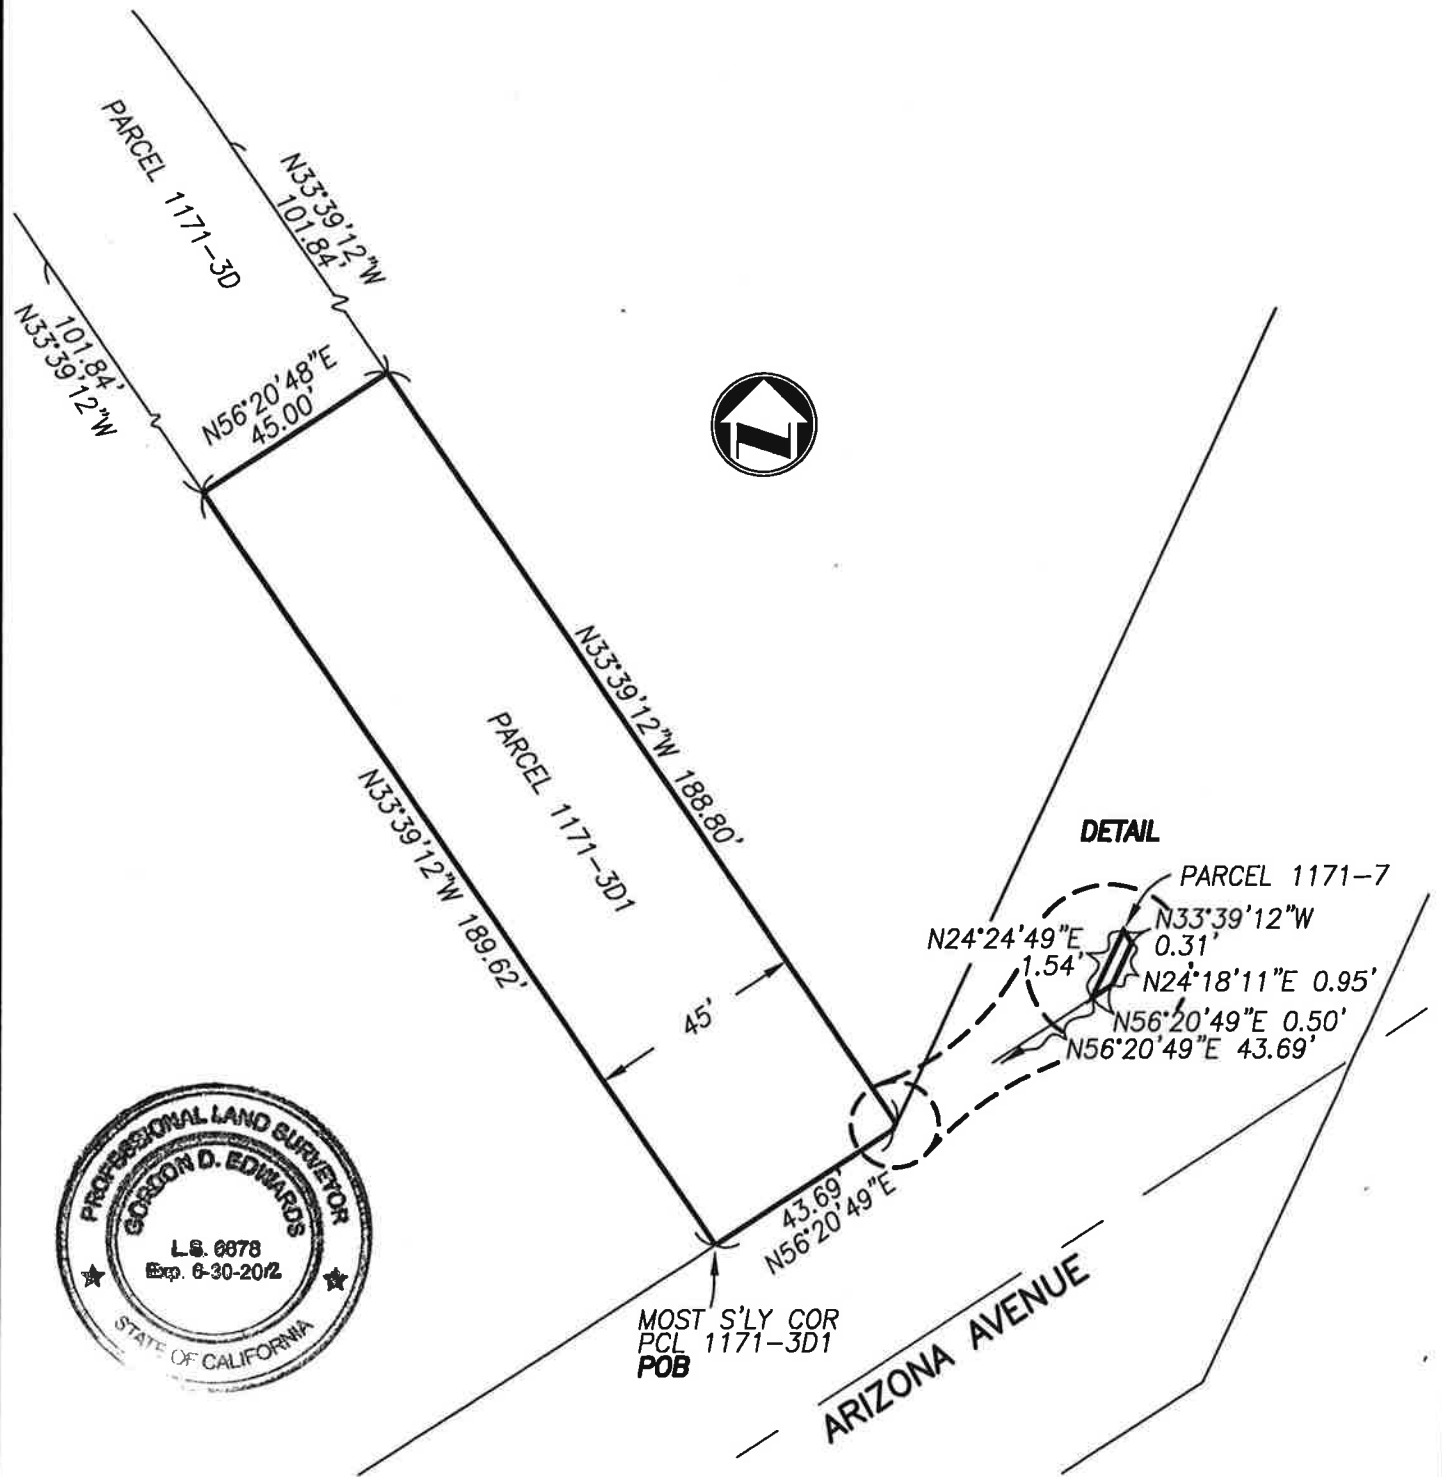 PARCEL 1171-3D
N33°39'12"W
101.84'
101.84'
N33°39'12"W
N56°20'48"E
45.00'
N33°39'12"W 188.80'
PARCEL 1171-3D1
N33°39'12"W 189.62'
45'
DETAIL
PARCEL 1171-7
N33°39'12"W
0.31'
N24°24'49"E
1.54'
N24°18'11"E 0.95'
N56°20'49"E 0.50'
N56°20'49"E 43.69'
43.69'
N56°20'49"E
MOST S'LY COR
PCL 1171-3D1
POB
ARIZONA AVENUE
PROFESSIONAL LAND SURVEYOR
GORDON D. EDWARDS
L.S. 6678
Exp. 6-30-2012
STATE OF CALIFORNIA